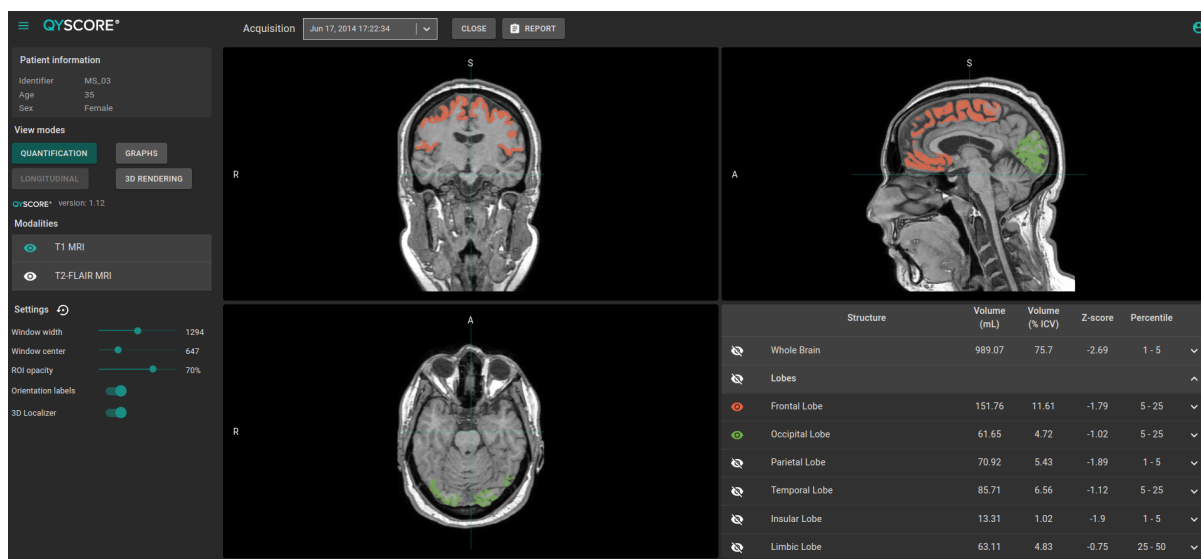 QYSCORE®
Acquisition
Jun 17, 2014 17:22:34
CLOSE
REPORT
Patient information
Identifier MS_03
Age 35
Sex Female
View modes
QUANTIFICATION GRAPHS
LONGITUDINAL 3D RENDERING
QYSCORE® version: 1.12
Modalities
T1 MRI
T2-FLAIR MRI
Settings
Window width 1294
Window center 647
ROI opacity 70%
Orientation labels
3D Localizer
S
R
S
A
A
R
Structure Volume (mL) Volume (% ICV) Z-score Percentile
Whole Brain 989.07 75.7 -2.69 1 - 5
Lobes
Frontal Lobe 151.76 11.61 -1.79 5 - 25
Occipital Lobe 61.65 4.72 -1.02 5 - 25
Parietal Lobe 70.92 5.43 -1.89 1 - 5
Temporal Lobe 85.71 6.56 -1.12 5 - 25
Insular Lobe 13.31 1.02 -1.9 1 - 5
Limbic Lobe 63.11 4.83 -0.75 25 - 50